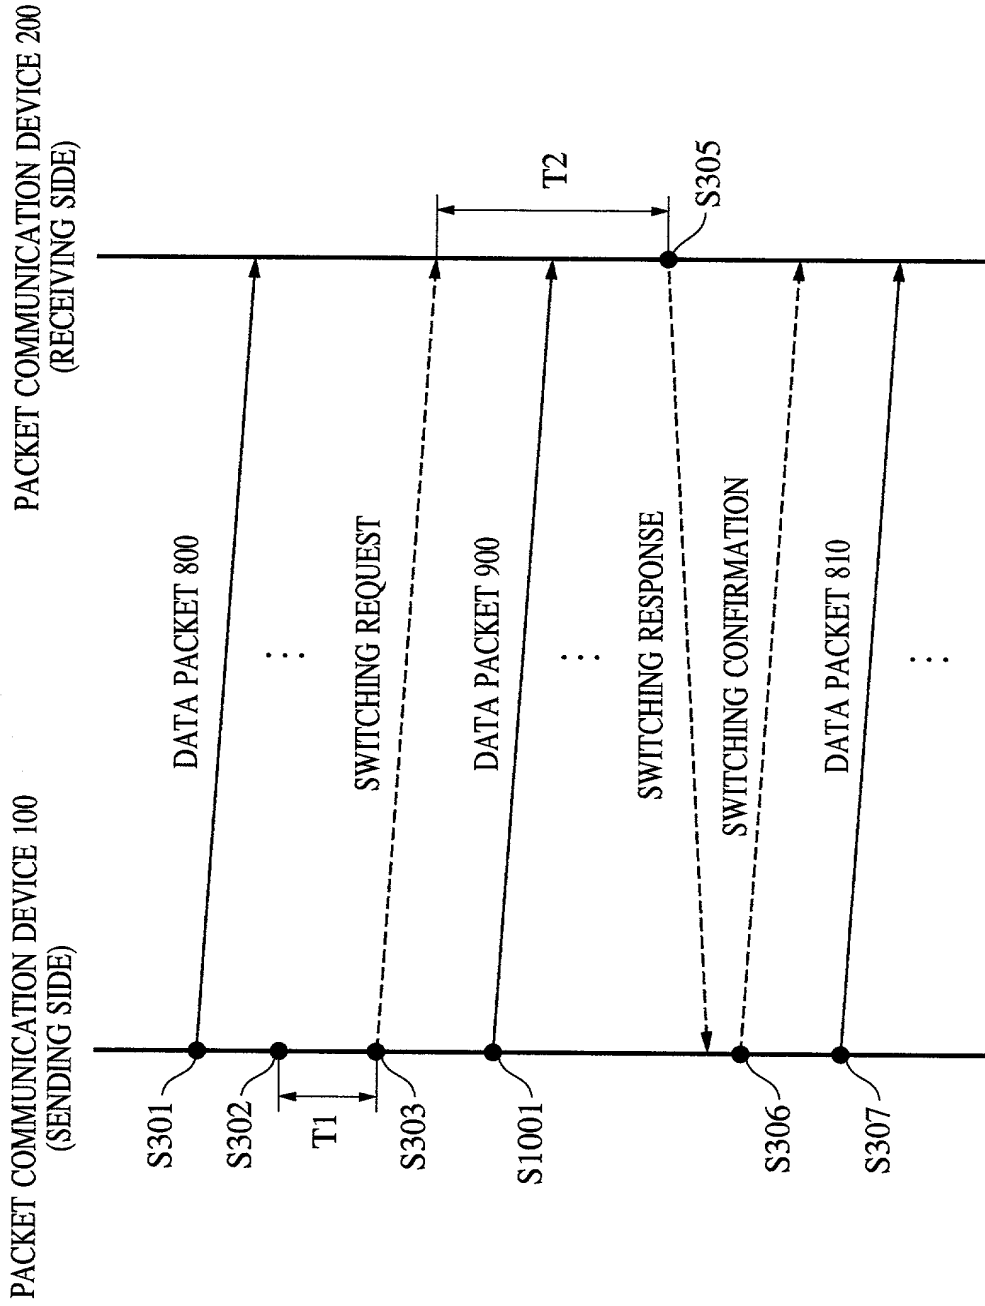 PACKET COMMUNICATION DEVICE 100
(SENDING SIDE)
PACKET COMMUNICATION DEVICE 200
(RECEIVING SIDE)
S301
DATA PACKET 800
S302
. . .
T1
S303
SWITCHING REQUEST
S1001
DATA PACKET 900
T2
. . .
S305
SWITCHING RESPONSE
S306
SWITCHING CONFIRMATION
S307
DATA PACKET 810
. . .